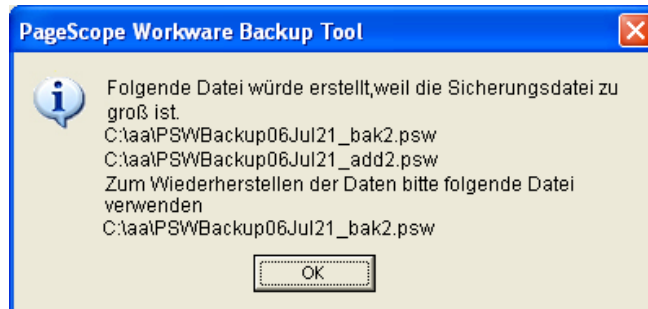 PageScope Workware Backup Tool
Folgende Datei würde erstellt,weil die Sicherungsdatei zu
groß ist.
C:\aa\PSWBackup06Jul21_bak2.psw
C:\aa\PSWBackup06Jul21_add2.psw
Zum Wiederherstellen der Daten bitte folgende Datei
verwenden
C:\aa\PSWBackup06Jul21_bak2.psw
OK